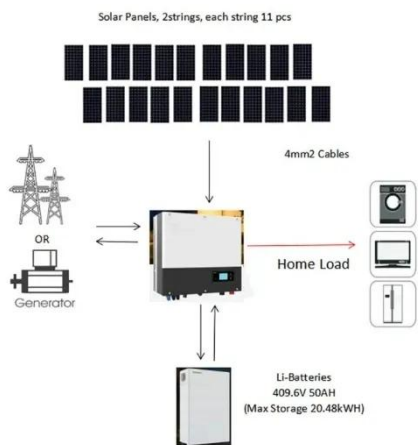 Solar Panels, 2strings, each string 11 pcs
4mm2 Cables
OR
Generator
Home Load
Li-Batteries
409.6V 50AH
(Max Storage 20.48kWH)